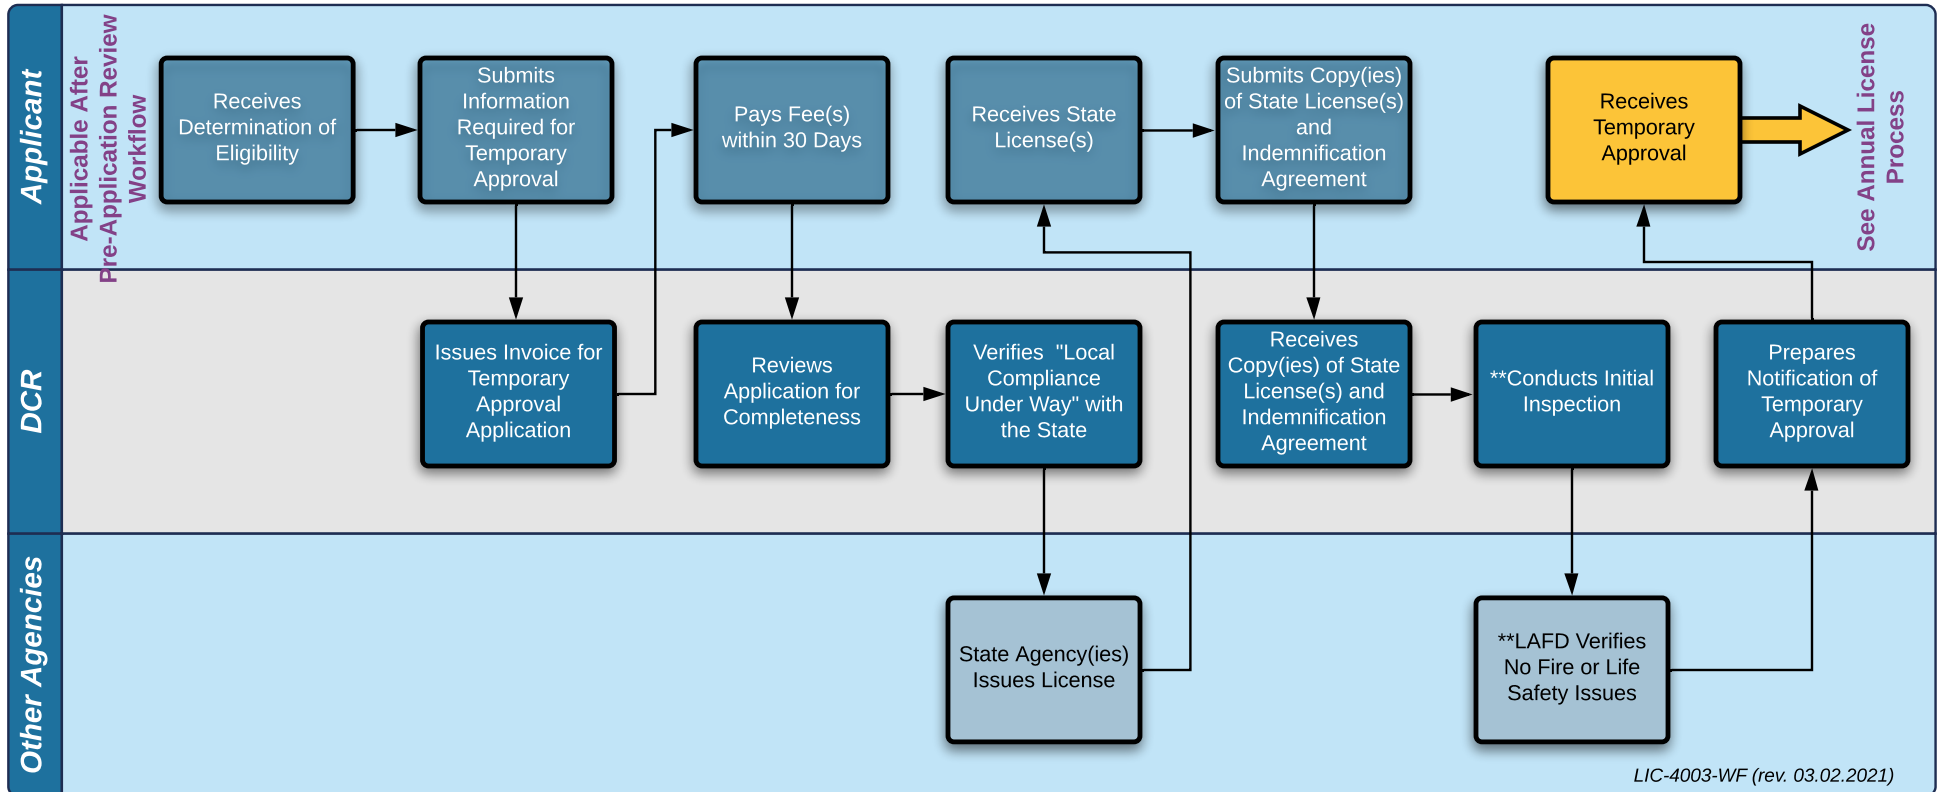 Applicant
Applicable After
Pre-Application Review
Workflow
Receives
Determination of
Eligibility
Submits
Information
Required for
Temporary
Approval
Pays Fee(s)
within 30 Days
Receives State
License(s)
Submits Copy(ies)
of State License(s)
and
Indemnification
Agreement
Receives
Temporary
Approval
See Annual License
Process
DCR
Issues Invoice for
Temporary
Approval
Application
Reviews
Application for
Completeness
Verifies "Local
Compliance
Under Way" with
the State
Receives
Copy(ies) of State
License(s) and
Indemnification
Agreement
**Conducts Initial
Inspection
Prepares
Notification of
Temporary
Approval
Other Agencies
State Agency(ies)
Issues License
**LAFD Verifies
No Fire or Life
Safety Issues
LIC-4003-WF (rev. 03.02.2021)